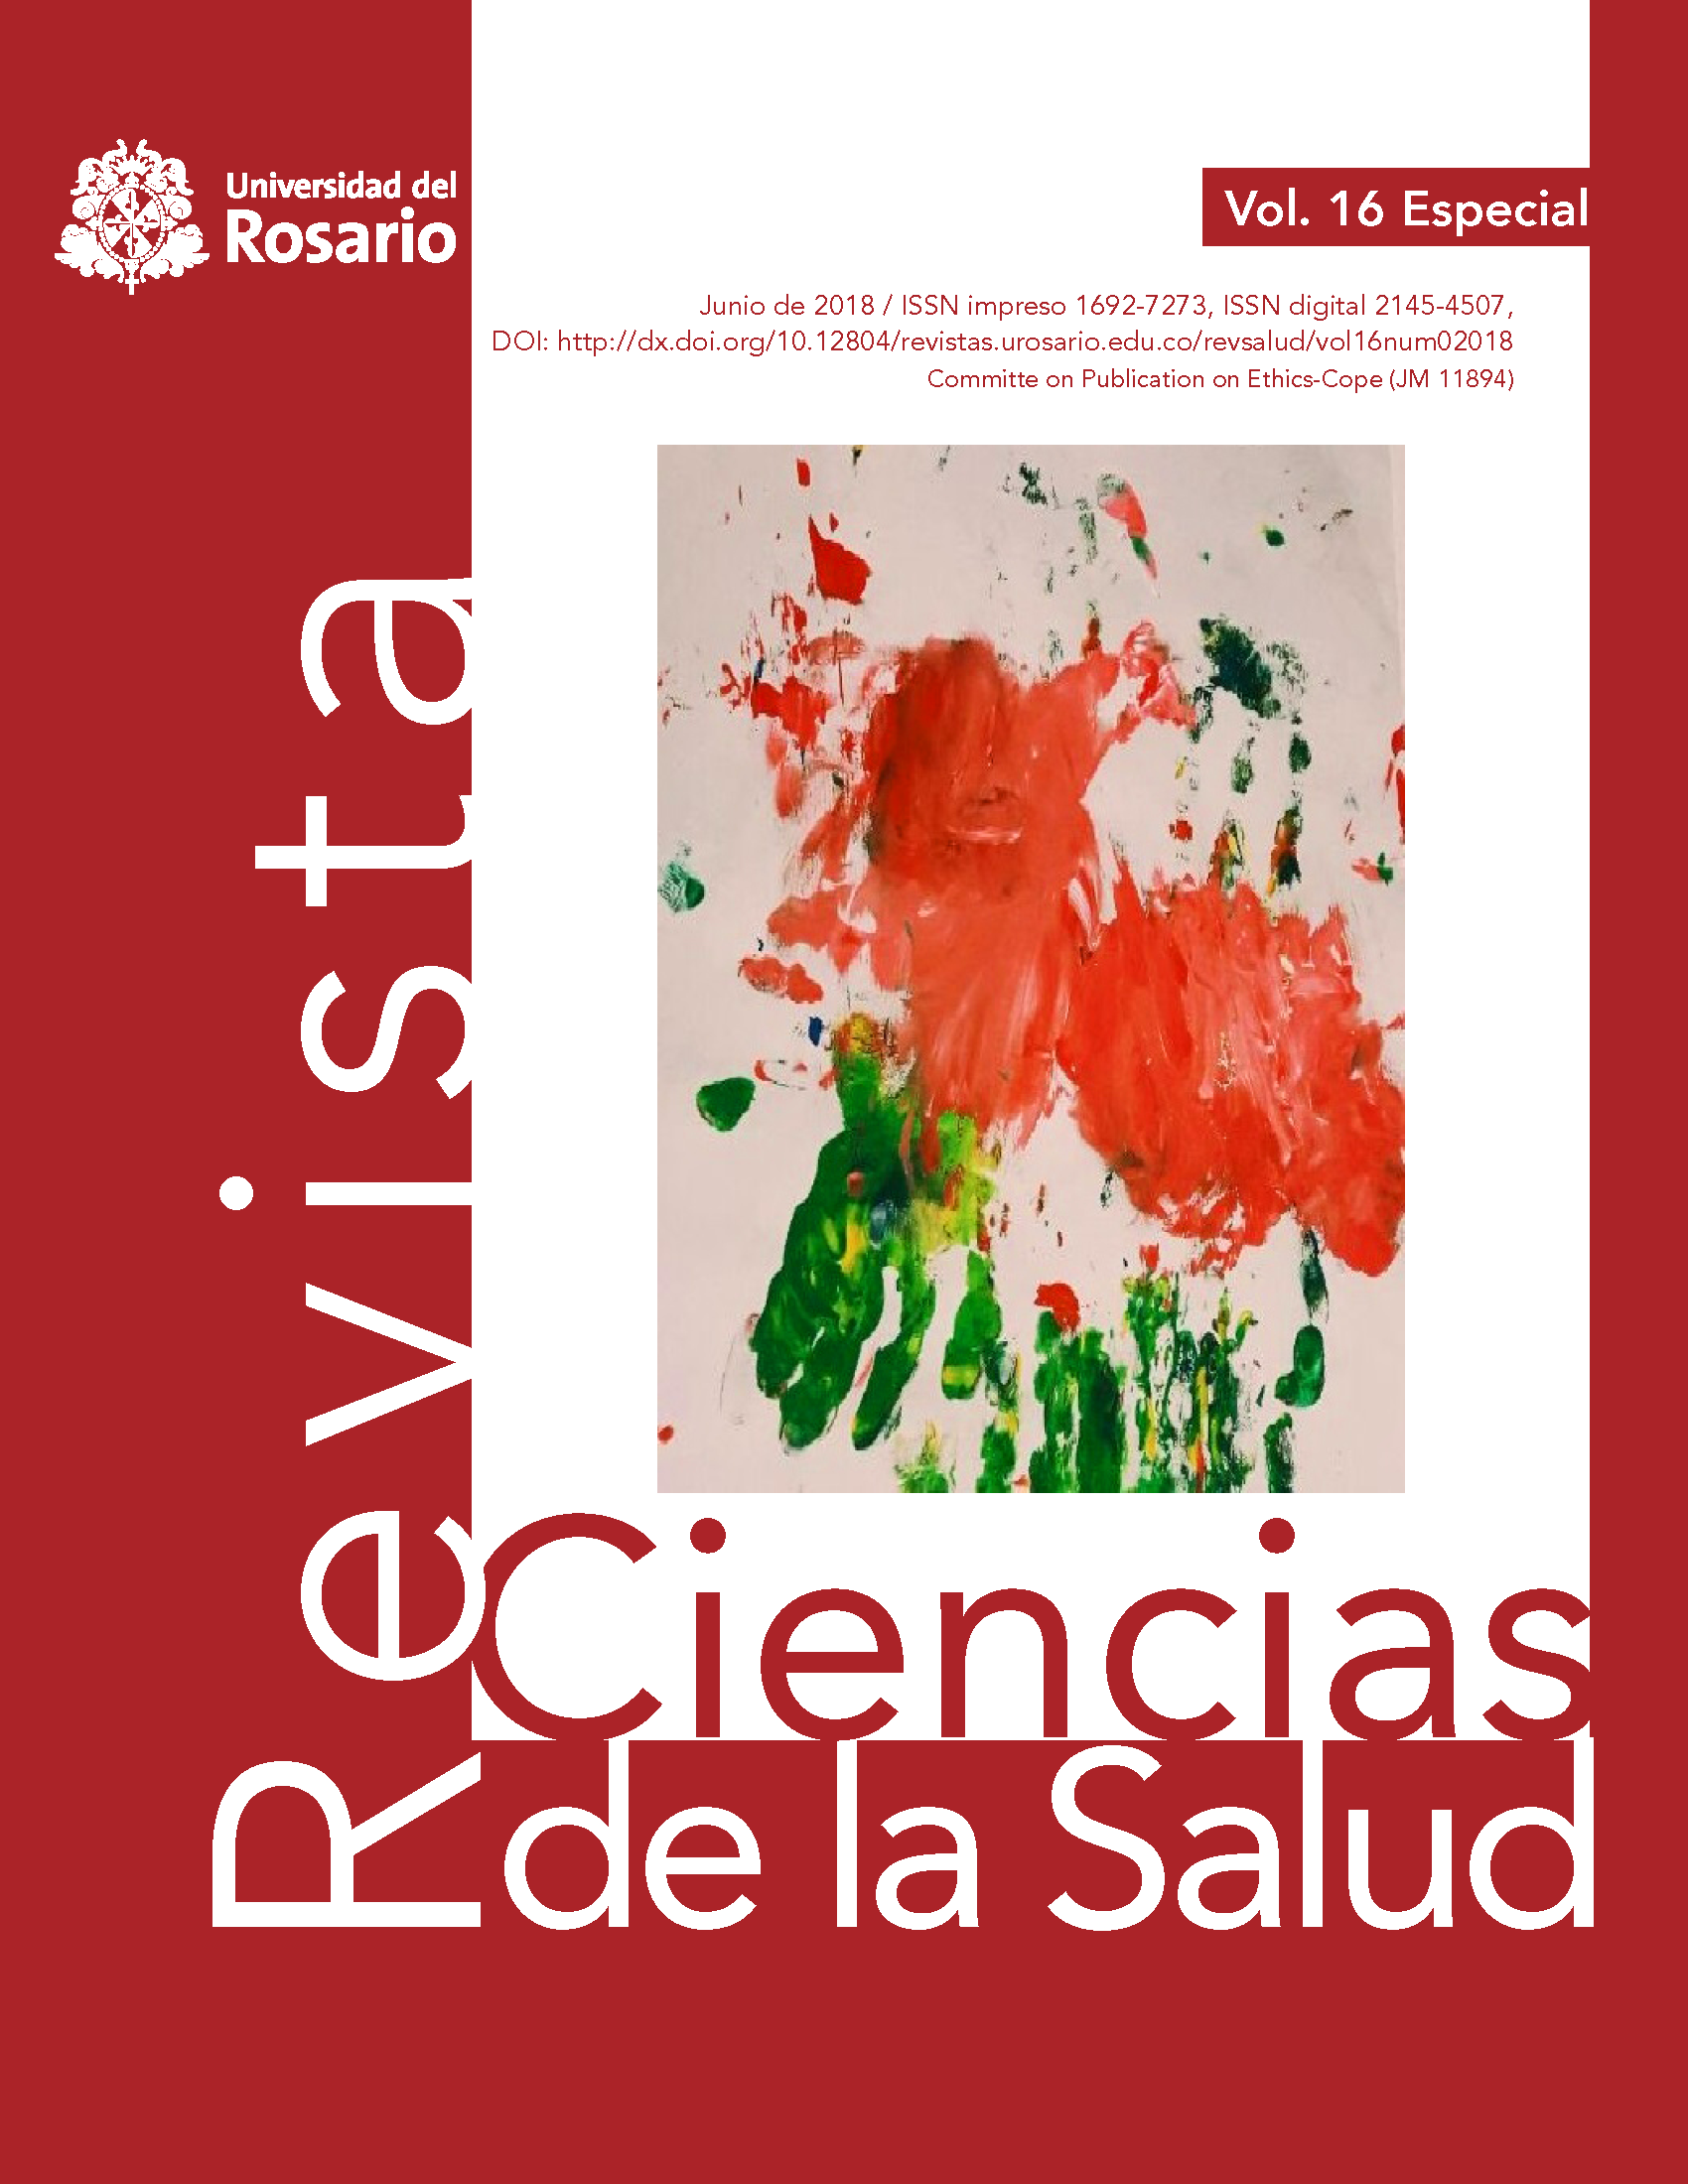 Universidad del
Rosario
Vol. 16 Especial
Junio de 2018 / ISSN impreso 1692-7273, ISSN digital 2145-4507,
DOI: http://dx.doi.org/10.12804/revistas.urosario.edu.co/revsalud/vol16num02018
Committe on Publication on Ethics-Cope (JM 11894)
Revista
Ciencias
de la Salud